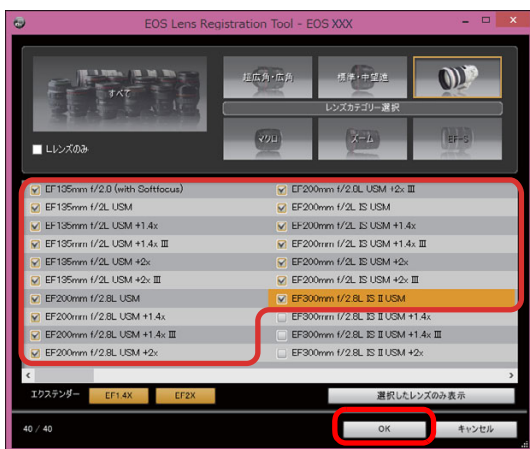 EOS Lens Registration Tool - EOS XXX
すべて
超広角・広角
標準・中望遠
レンズカテゴリー選択
Lレンズのみ
マクロ
ズーム
EF-S
EF135mm f/2.8 (with Softfocus)
EF200mm f/2.8L USM +2x III
EF135mm f/2L USM
EF200mm f/2L IS USM
EF135mm f/2L USM +1.4x
EF200mm f/2L IS USM +1.4x
EF135mm f/2L USM +1.4x III
EF200mm f/2L IS USM +1.4x III
EF135mm f/2L USM +2x
EF200mm f/2L IS USM +2x
EF135mm f/2L USM +2x III
EF200mm f/2L IS USM +2x III
EF200mm f/2.8L USM
EF300mm f/2.8L IS II USM
EF200mm f/2.8L USM +1.4x
EF300mm f/2.8L IS II USM +1.4x
EF200mm f/2.8L USM +1.4x III
EF300mm f/2.8L IS II USM +1.4x III
EF200mm f/2.8L USM +2x
EF300mm f/2.8L IS II USM +2x
エクステンダー EF1.4X EF2X
選択したレンズのみ表示
40 / 40
OK
キャンセル